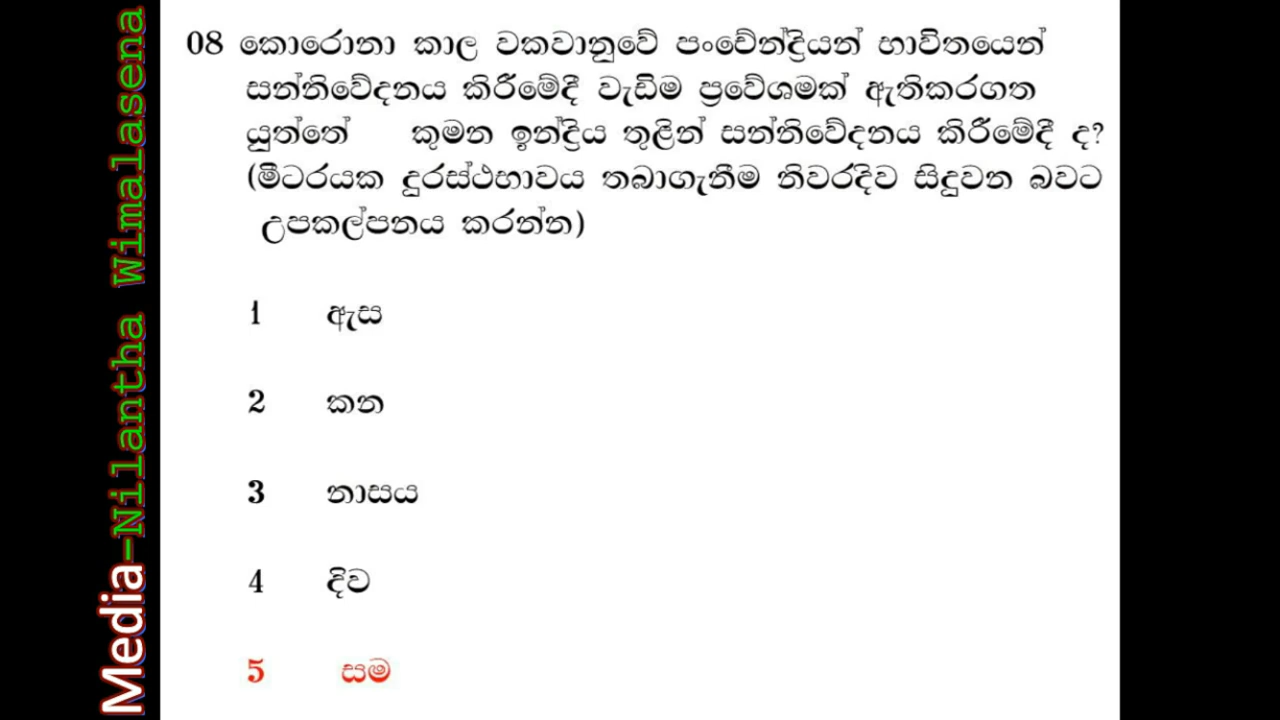 Media-Nilantha Wimalasena
08 කොරොනා කාල වකවානුවේ පංචේන්ද්‍රියන් භාවිතයෙන්
සන්නිවේදනය කිරීමේදී වැඩිම ප්‍රවේශමක් ඇතිකරගත
යුත්තේ කුමන ඉන්ද්‍රිය තුළින් සන්නිවේදනය කිරීමේදී ද?
(මීටරයක දුරස්ථභාවය තබාගැනීම නිවරදිව සිදුවන බවට
උපකල්පනය කරන්න)
1 ඇස
2 කන
3 නාසය
4 දිව
5 සම